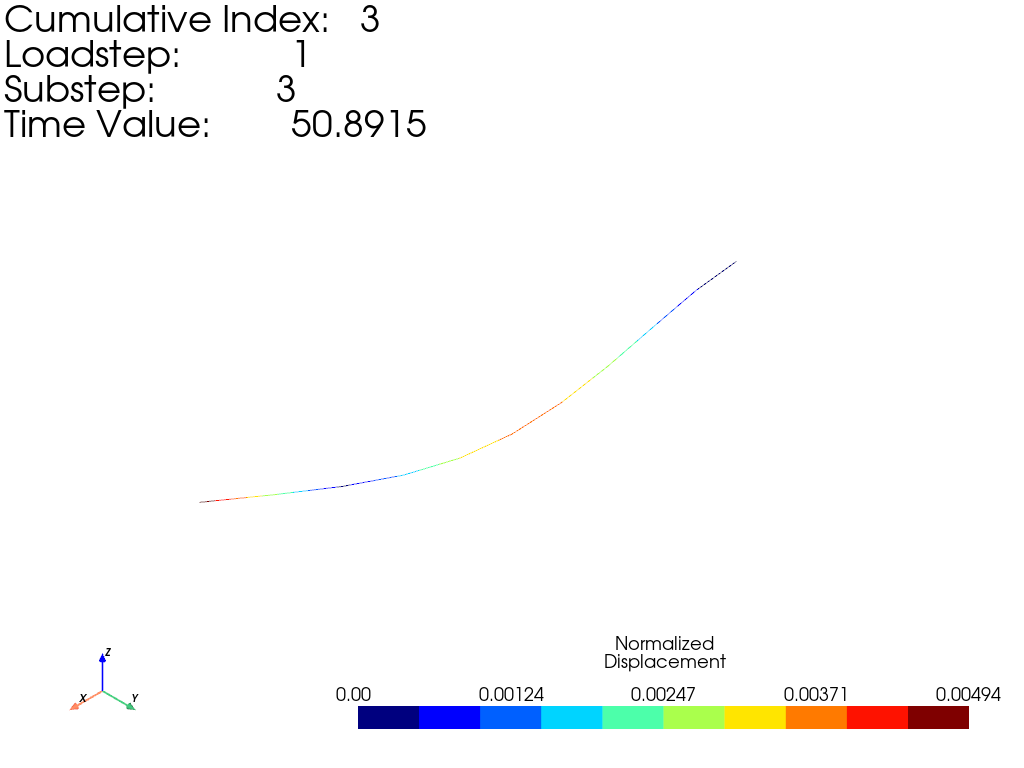 Cumulative Index: 3
Loadstep: 1
Substep: 3
Time Value: 50.8915
Z
X Y
Normalized
Displacement
0.00 0.00124 0.00247 0.00371 0.00494